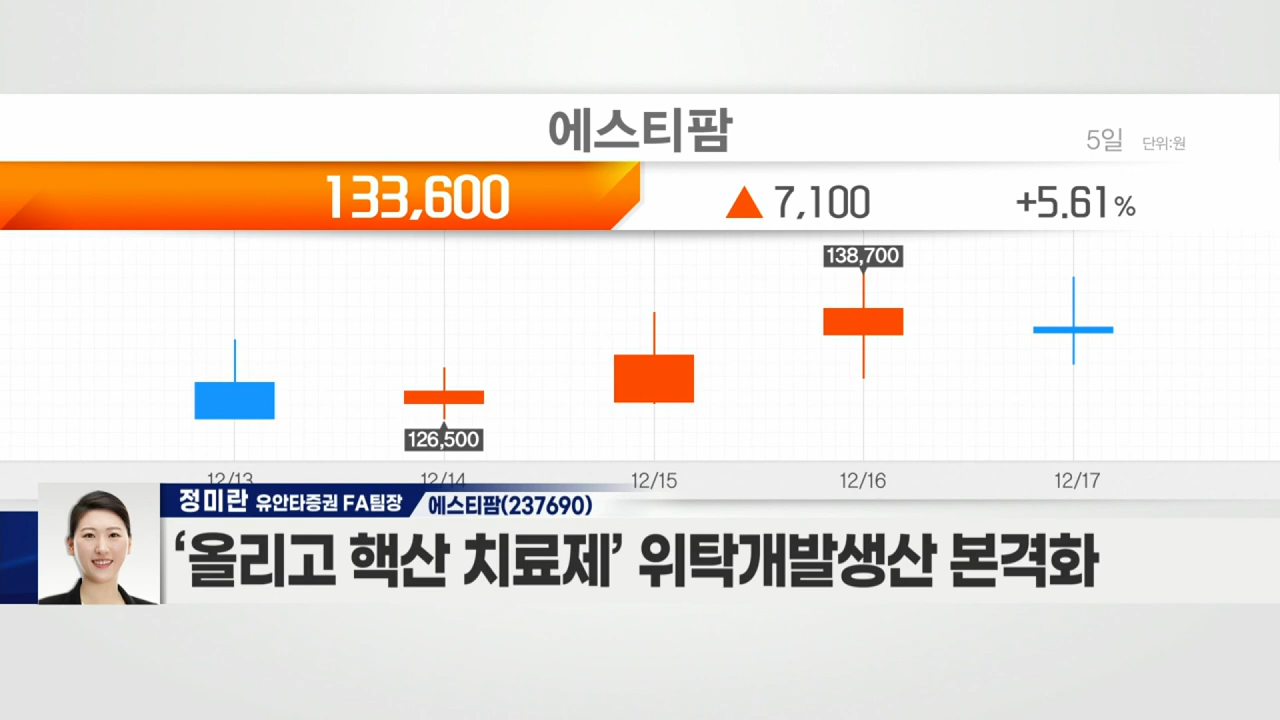 에스티팜
5일 단위:원
133,600 ▲ 7,100 +5.61%
138,700
126,500
12/13 12/14 12/15 12/16 12/17
정미란 유안타증권 FA팀장 에스티팜(237690)
‘올리고 핵산 치료제’ 위탁개발생산 본격화